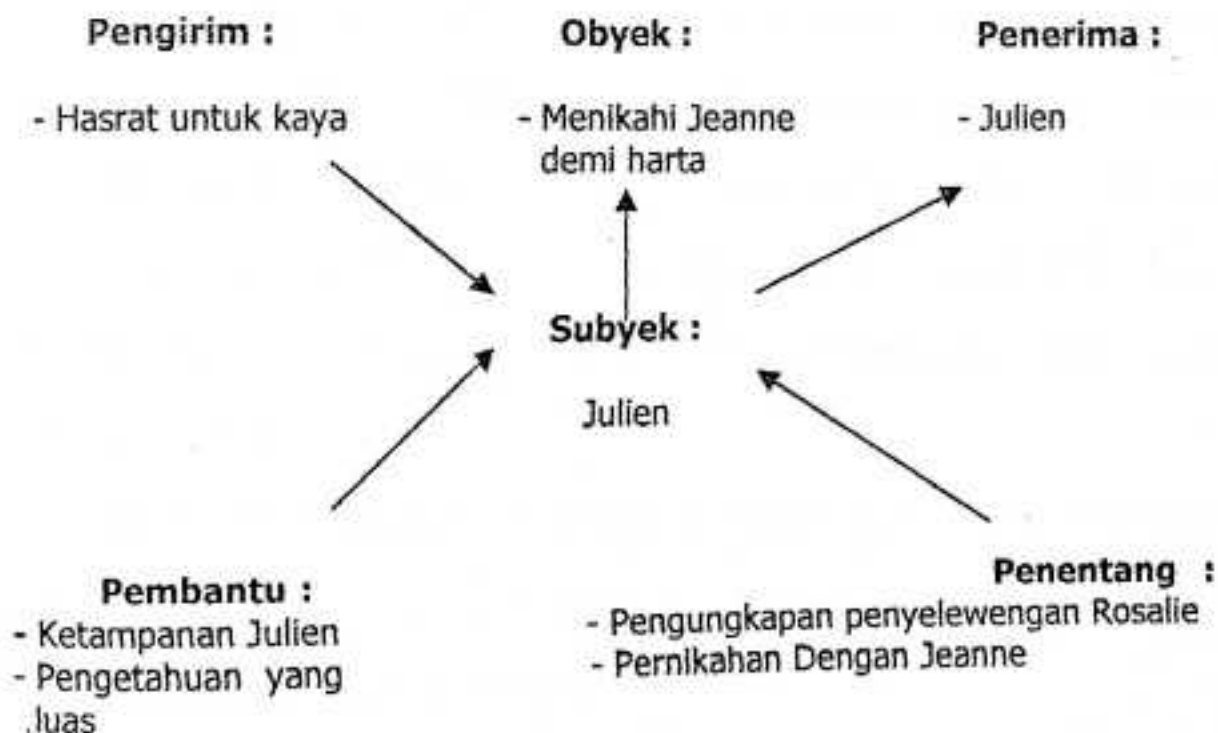 Pengirim :
Obyek :
Penerima :
- Hasrat untuk kaya
- Menikahi Jeanne
demi harta
- Julien
Subyek :
Julien
Pembantu :
- Ketampanan Julien
- Pengetahuan yang
luas
Penentang :
- Pengungkapan penyelewengan Rosalie
- Pernikahan Dengan Jeanne